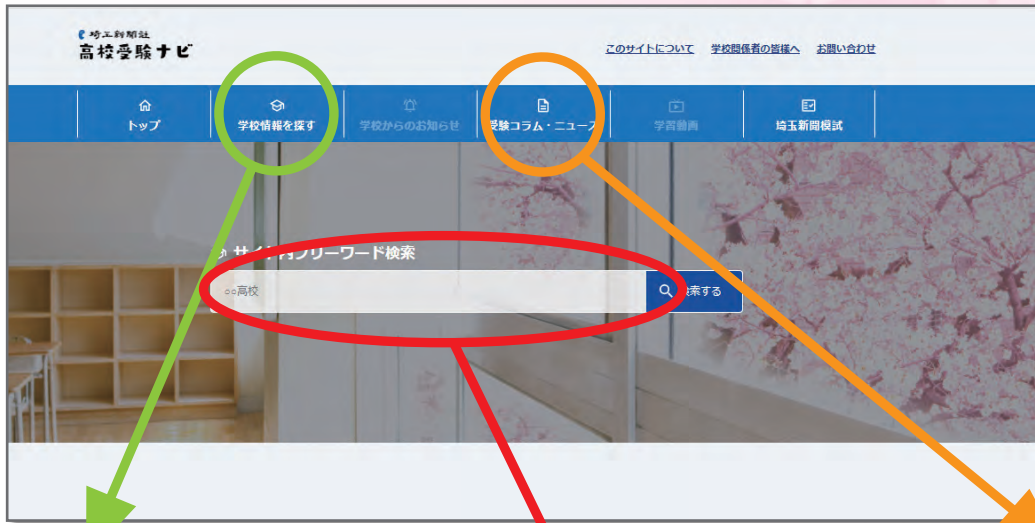 埼玉新聞社
高校受験ナビ
このサイトについて 学校関係者の皆様へ お問い合わせ
トップ
学校情報を探す
学校からのお知らせ
受験コラム・ニュース
学習動画
埼玉新聞模試
サイト内フリーワード検索
○○高校
検索する